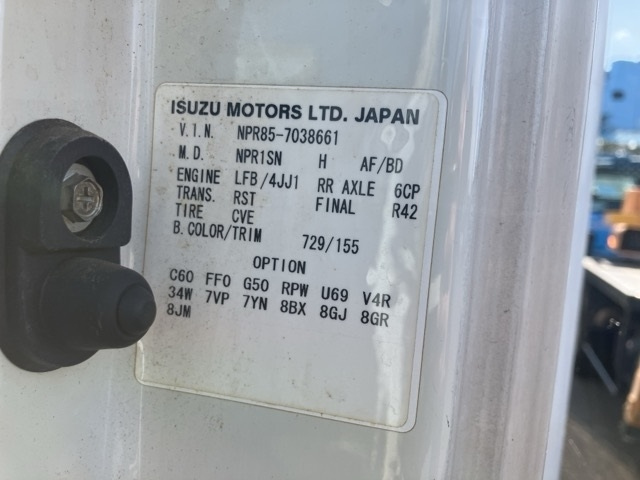 ISUZU MOTORS LTD. JAPAN
V.I.N. NPR85-7038661
M.D. NPR1SN H AF/BD
ENGINE LFB/4JJ1 RR AXLE 6CP
TRANS. RST FINAL R42
TIRE CVE
B.COLOR/TRIM 729/155
OPTION
C60 FF0 G50 RPW U69 V4R
34W 7VP 7YN 8BX 8GJ 8GR
8JM